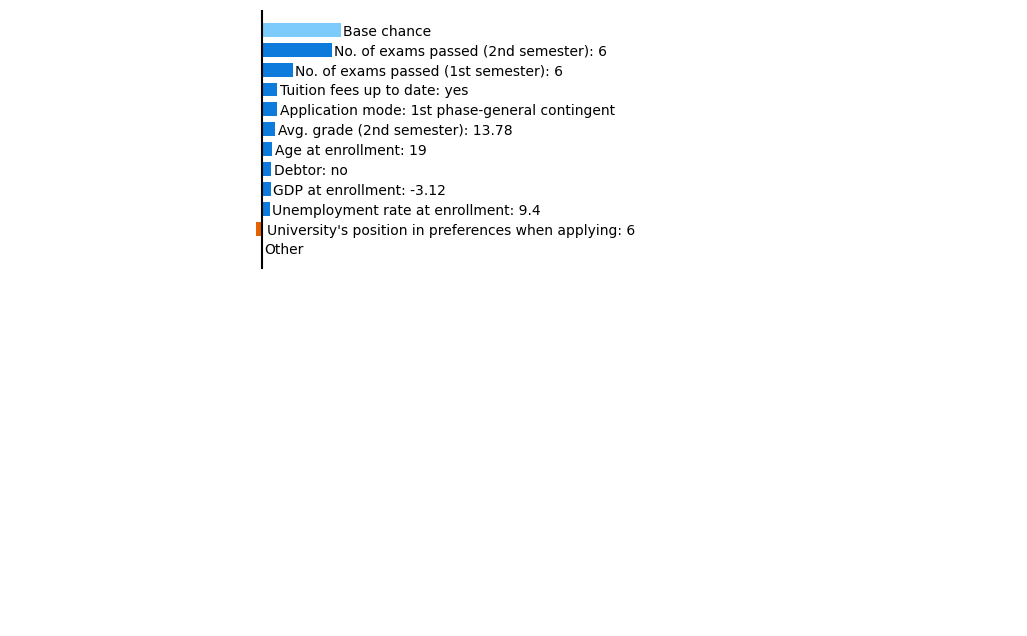 Base chance
No. of exams passed (2nd semester): 6
No. of exams passed (1st semester): 6
Tuition fees up to date: yes
Application mode: 1st phase-general contingent
Avg. grade (2nd semester): 13.78
Age at enrollment: 19
Debtor: no
GDP at enrollment: -3.12
Unemployment rate at enrollment: 9.4
University's position in preferences when applying: 6
Other